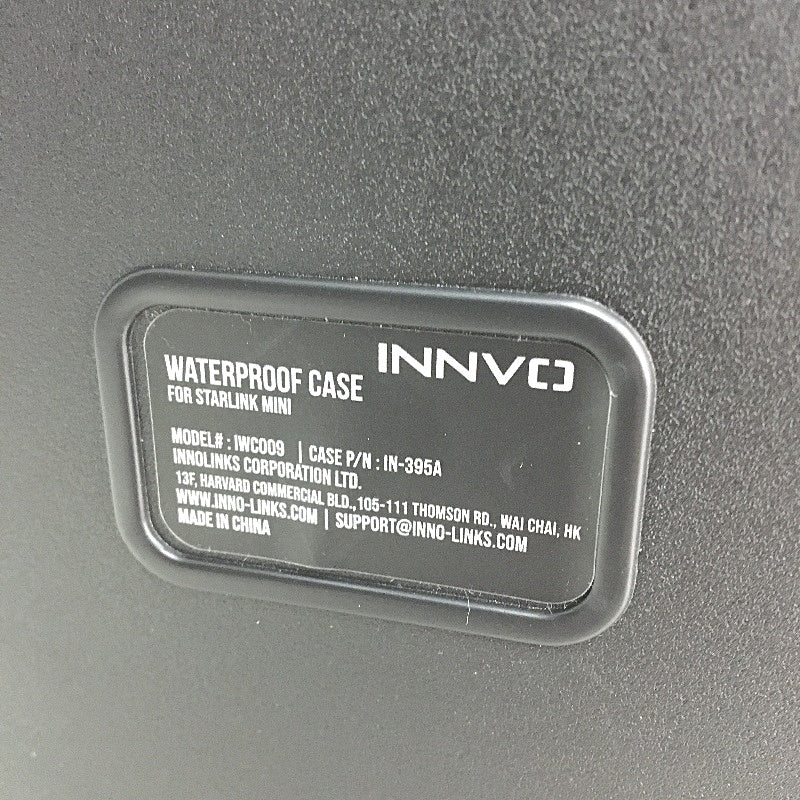 INNVO
WATERPROOF CASE
FOR STARLINK MINI
MODEL# : IWC009 | CASE P/N : IN-395A
INNOLINKS CORPORATION LTD.
13F, HARVARD COMMERCIAL BLD.,105-111 THOMSON RD., WAI CHAI, HK
WWW.INNO-LINKS.COM | SUPPORT@INNO-LINKS.COM
MADE IN CHINA